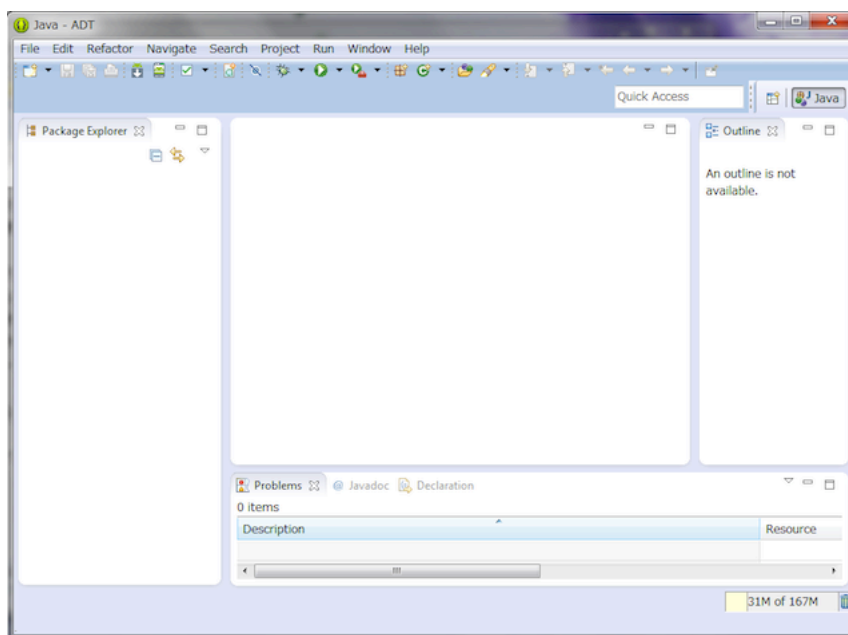 Java - ADT
File Edit Refactor Navigate Search Project Run Window Help
Quick Access
Java
Package Explorer
Outline
An outline is not
available.
Problems
Javadoc
Declaration
0 items
Description
Resource
31M of 167M